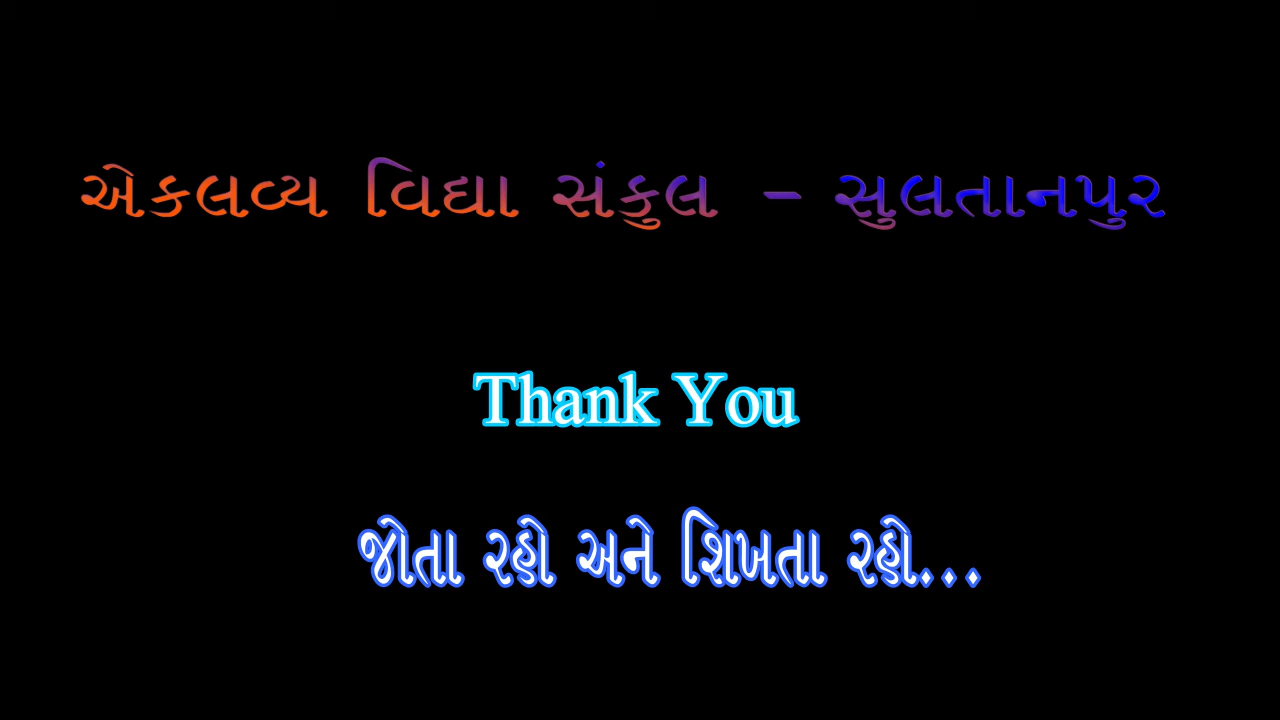 એકલવ્ય વિદ્યા સંકુલ - સુલતાનપુર
Thank You
જોતા રહો અને શિખતા રહો...